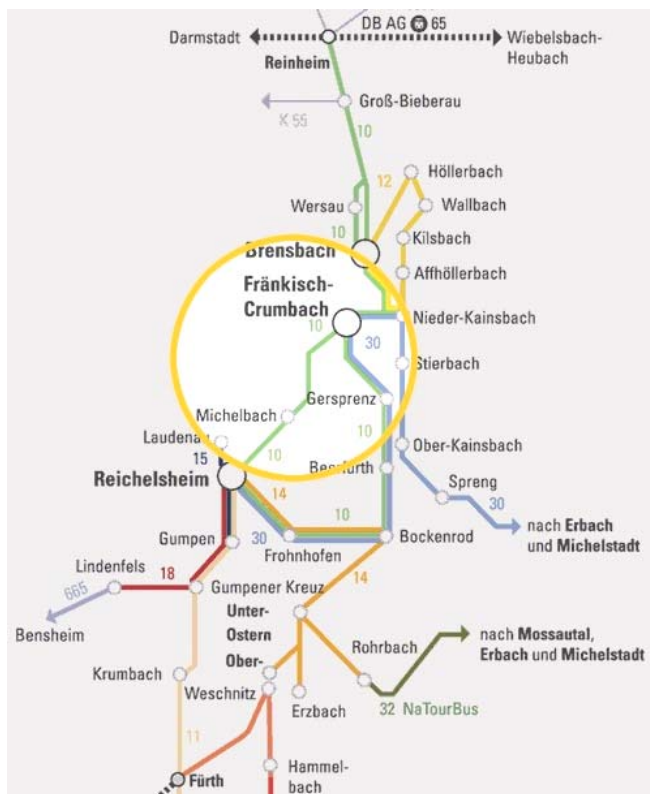 DB AG 65
Darmstadt
Wiebelsbach-
Heubach
Reinheim
Groß-Bieberau
K 55
10
12
Höllerbach
Wersau
Wallbach
10
Kilsbach
Brensbach
Affhöllerbach
Fränkisch-
Crumbach
Nieder-Kainsbach
10
30
Stierbach
Gersprenz
Michelbach
10
Laudenau
Ober-Kainsbach
15
10
Beerfurth
Reichelsheim
Spreng
14
30
10
nach Erbach
und Michelstadt
Gumpen
30
Frohnhofen
Bockenrod
Lindenfels
18
14
665
Gumpener Kreuz
Unter-
Ostern
Bensheim
Ober-
Rohrbach
nach Mossautal,
Erbach und Michelstadt
Krumbach
Weschnitz
Erzbach
32 NaTourBus
11
Fürth
Hammel-
bach